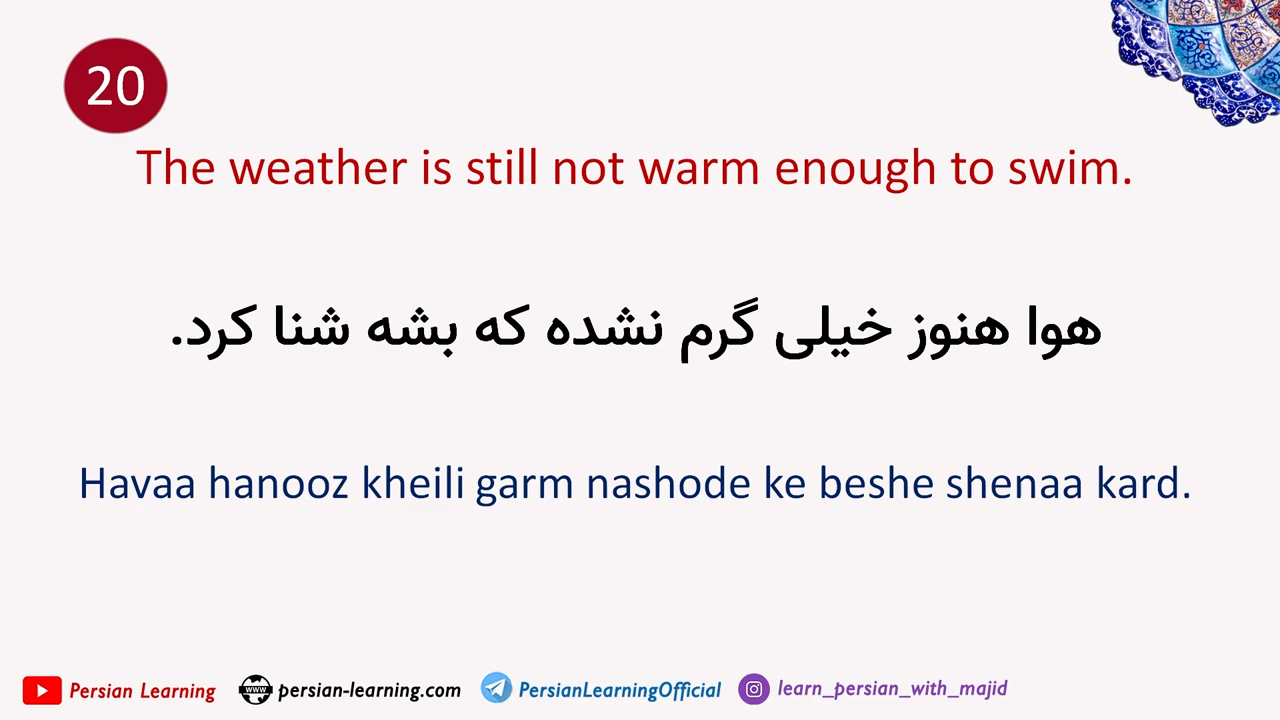 20
The weather is still not warm enough to swim.
هوا هنوز خیلی گرم نشده که بشه شنا کرد.
Havaa hanooz kheili garm nashode ke beshe shenaa kard.
Persian Learning www persian-learning.com PersianLearningOfficial learn_persian_with_majid